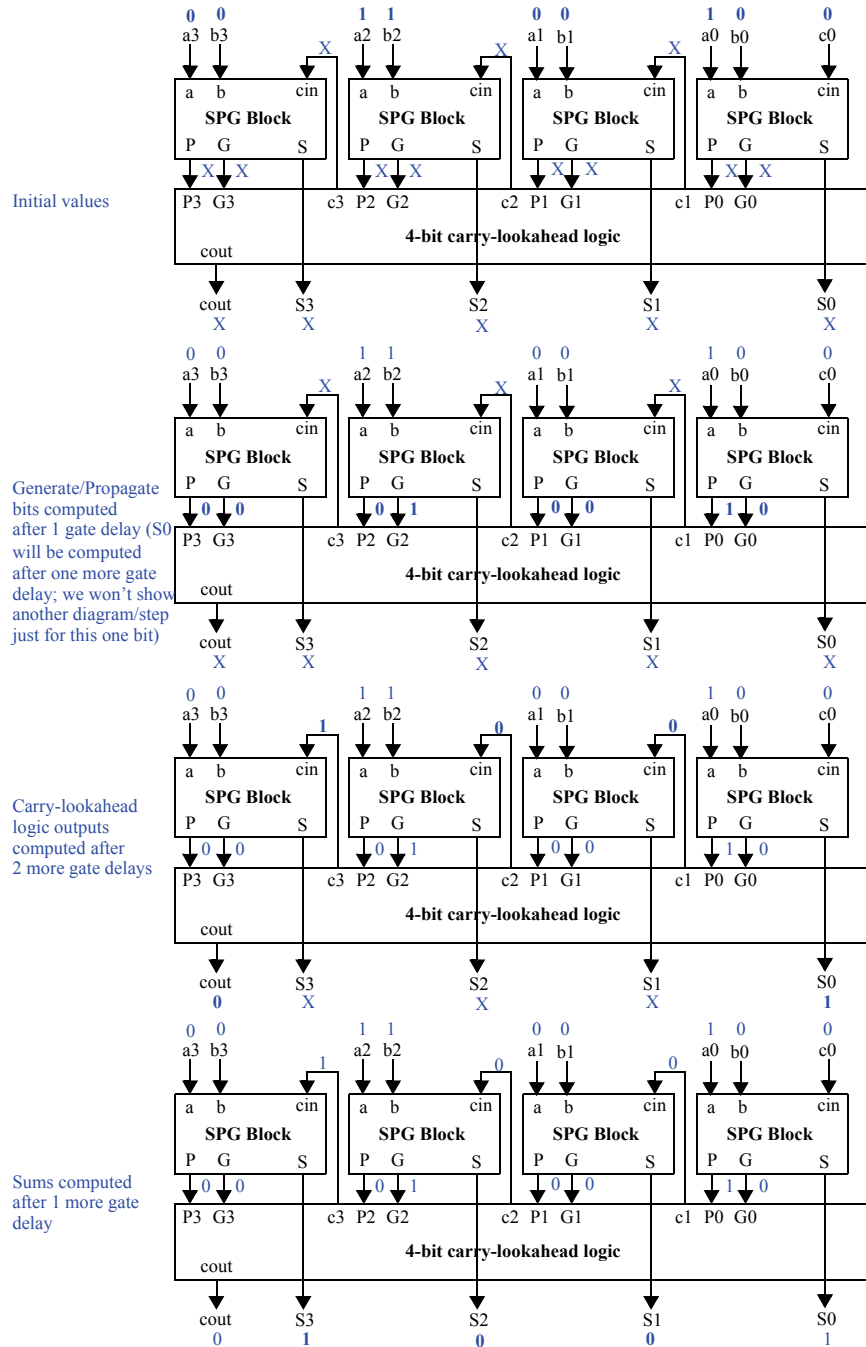 0 0 1 1 0 0 1 0 0
a3 b3 X a2 b2 X a1 b1 X a0 b0 c0
a b cin a b cin a b cin a b cin
SPG Block SPG Block SPG Block SPG Block
P G S P G S P G S P G S
X X X X X X X X
Initial values
P3 G3 c3 P2 G2 c2 P1 G1 c1 P0 G0
4-bit carry-lookahead logic
cout
cout S3 S2 S1 S0
X X X X X
0 0 1 1 0 0 1 0 0
a3 b3 X a2 b2 X a1 b1 X a0 b0 c0
a b cin a b cin a b cin a b cin
SPG Block SPG Block SPG Block SPG Block
P G S P G S P G S P G S
0 0 0 1 0 0 1 0
Generate/Propagate
bits computed
after 1 gate delay (S0
will be computed
after one more gate
delay; we won't show
another diagram/step
just for this one bit)
P3 G3 c3 P2 G2 c2 P1 G1 c1 P0 G0
4-bit carry-lookahead logic
cout
cout S3 S2 S1 S0
X X X X X
0 0 1 1 0 0 1 0 0
a3 b3 1 a2 b2 0 a1 b1 0 a0 b0 c0
a b cin a b cin a b cin a b cin
SPG Block SPG Block SPG Block SPG Block
P G S P G S P G S P G S
0 0 0 1 0 0 1 0
Carry-lookahead
logic outputs
computed after
2 more gate delays
P3 G3 c3 P2 G2 c2 P1 G1 c1 P0 G0
4-bit carry-lookahead logic
cout
cout S3 S2 S1 S0
0 X X X 1
0 0 1 1 0 0 1 0 0
a3 b3 1 a2 b2 0 a1 b1 0 a0 b0 c0
a b cin a b cin a b cin a b cin
SPG Block SPG Block SPG Block SPG Block
P G S P G S P G S P G S
0 0 0 1 0 0 1 0
Sums computed
after 1 more gate
delay
P3 G3 c3 P2 G2 c2 P1 G1 c1 P0 G0
4-bit carry-lookahead logic
cout
cout S3 S2 S1 S0
0 1 0 0 1